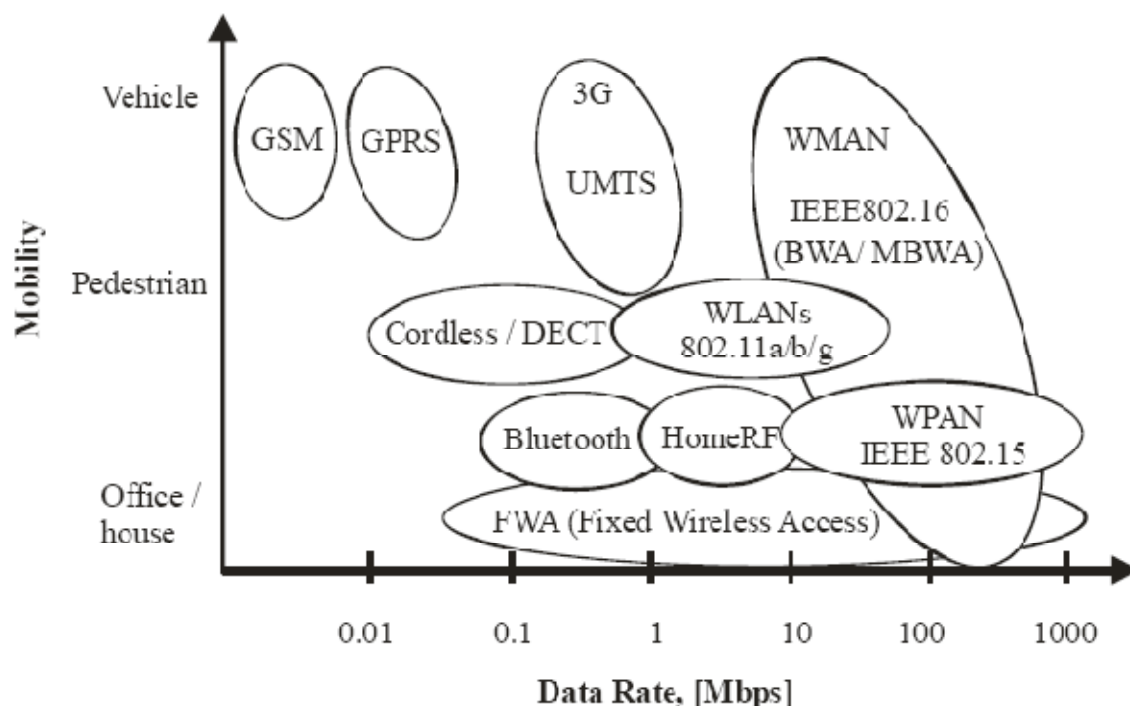 Vehicle
3G
GSM
GPRS
WMAN
UMTS
IEEE802.16
(BWA/ MBWA)
Mobility
Pedestrian
Cordless / DECT
WLANs
802.11a/b/g
Bluetooth
HomeRF
WPAN
IEEE 802.15
Office /
house
FWA (Fixed Wireless Access)
0.01
0.1
1
10
100
1000
Data Rate, [Mbps]